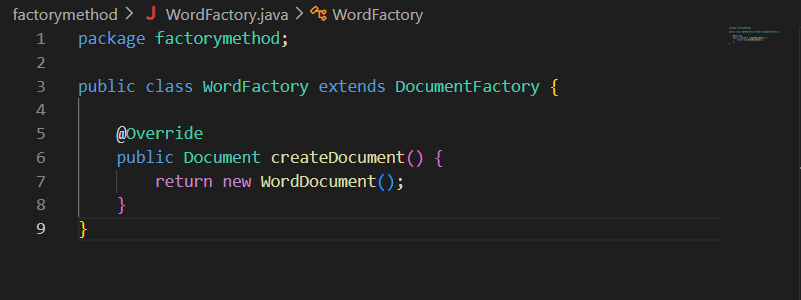 factorymethod > J WordFactory.java > WordFactory
1 package factorymethod;
2
3 public class WordFactory extends DocumentFactory {
4
5     @Override
6     public Document createDocument() {
7         return new WordDocument();
8     }
9 }